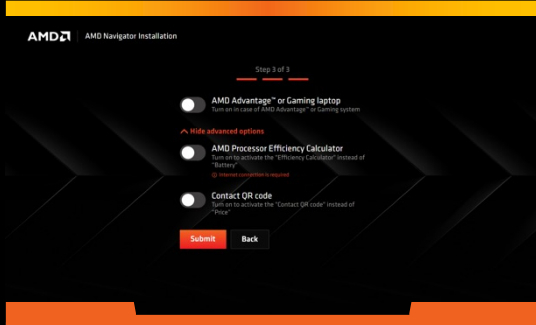 AMD
AMD Navigator Installation
Step 3 of 3
AMD Advantage™ or Gaming laptop
Turn on in case of AMD Advantage™ or Gaming system
Hide advanced options
AMD Processor Efficiency Calculator
Turn on to activate the "Efficiency Calculator" instead of
"Battery"
Internet connection is required
Contact QR code
Turn on to activate the "Contact QR code" instead of
"Price"
Submit
Back